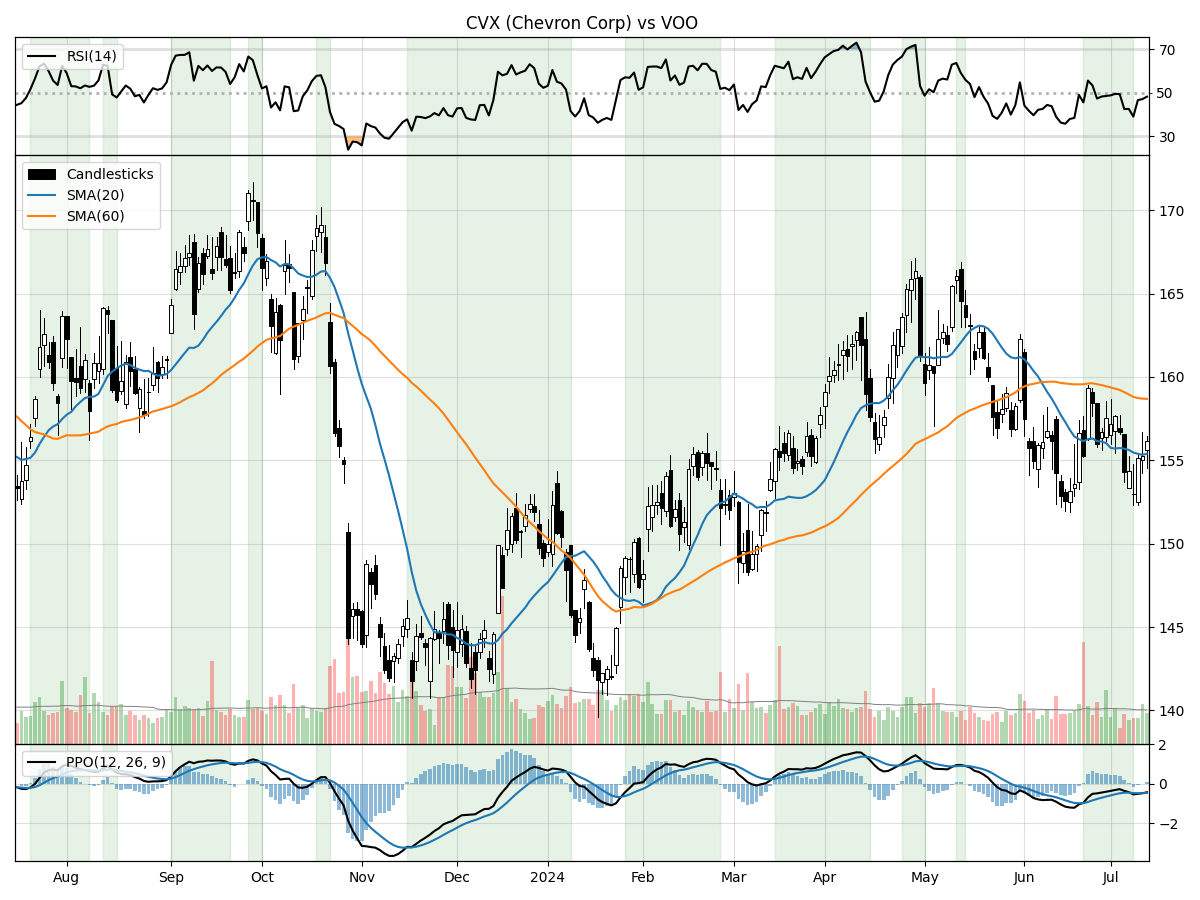 CVX (Chevron Corp) vs VOO
RSI(14)
70
50
30
Candlesticks
SMA(20)
SMA(60)
170
165
160
155
150
145
140
PPO(12, 26, 9)
2
0
−2
Aug Sep Oct Nov Dec 2024 Feb Mar Apr May Jun Jul